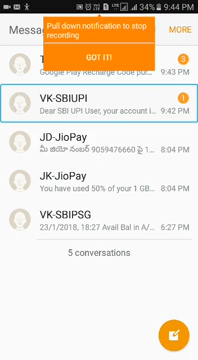 34% 9:44 PM
Pull down notification to stop
recording
GOT IT!
MORE
3
Google Play Recharge Code pur...
9:43 PM
VK-SBIUPI
1
Dear SBI UPI User, your account i...
9:42 PM
JD-JioPay
మీ జియో నంబర్ 9059476660 పై 1...
8:04 PM
JK-JioPay
You have used 50% of your 1 GB...
8:04 PM
VK-SBIPSG
23/1/2018, 18:27 Avail Bal in A/...
6:27 PM
5 conversations